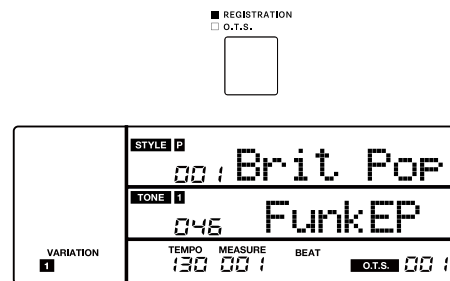 REGISTRATION
O.T.S.
STYLE P
001 Brit Pop
TONE 1
046 FunkEP
VARIATION
1
TEMPO MEASURE BEAT
130 001 O.T.S. 001